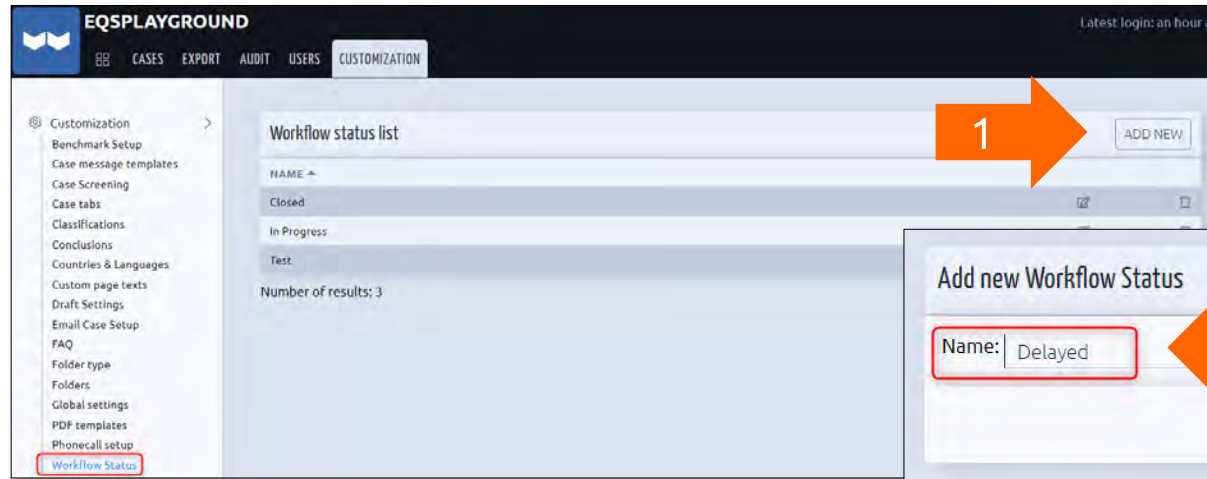 EQSPLAYGROUND
Latest login: an hour
CASES EXPORT AUDIT USERS CUSTOMIZATION
Customization
Benchmark Setup
Case message templates
Case Screening
Case tabs
Classifications
Conclusions
Countries & Languages
Custom page texts
Draft Settings
Email Case Setup
FAQ
Folder type
Folders
Global settings
PDF templates
Phonecall setup
Workflow Status
Workflow status list
1
ADD NEW
NAME
Closed
In Progress
Test
Number of results: 3
Add new Workflow Status
Name: Delayed